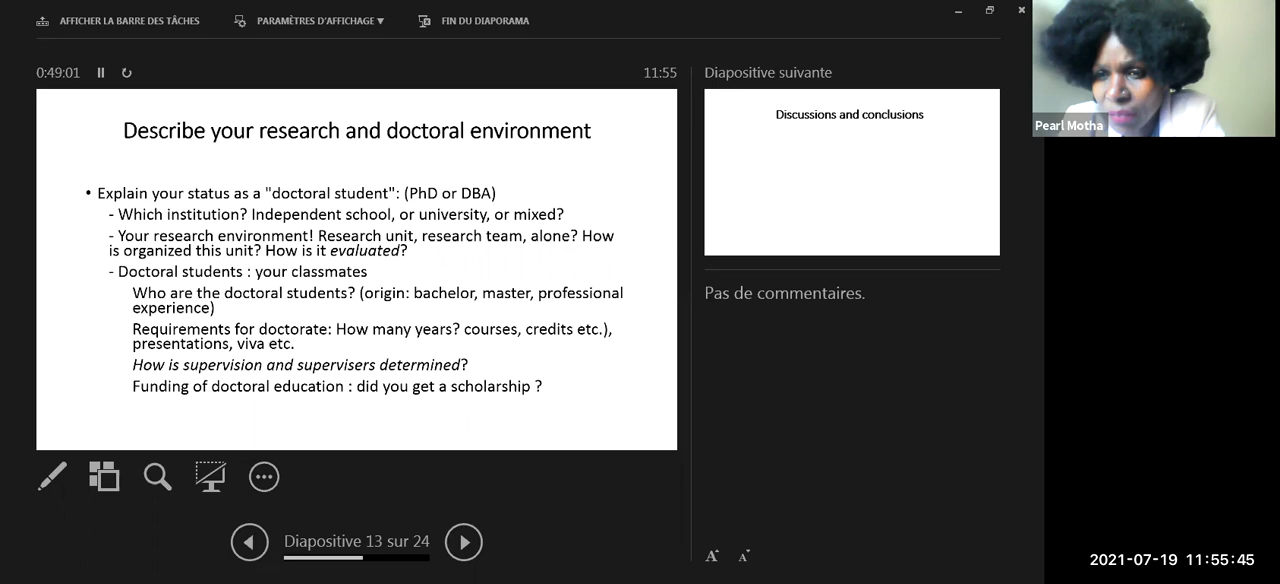 AFFICHER LA BARRE DES TÂCHES
PARAMÈTRES D'AFFICHAGE ▼
FIN DU DIAPORAMA
0:49:01
11:55
Describe your research and doctoral environment
• Explain your status as a "doctoral student": (PhD or DBA)
- Which institution? Independent school, or university, or mixed?
- Your research environment! Research unit, research team, alone? How
is organized this unit? How is it evaluated?
- Doctoral students : your classmates
Who are the doctoral students? (origin: bachelor, master, professional
experience)
Requirements for doctorate: How many years? courses, credits etc.),
presentations, viva etc.
How is supervision and supervisers determined?
Funding of doctoral education : did you get a scholarship ?
Diapositive 13 sur 24
Diapositive suivante
Discussions and conclusions
Pas de commentaires.
A A
Pearl Motha
2021-07-19 11:55:45